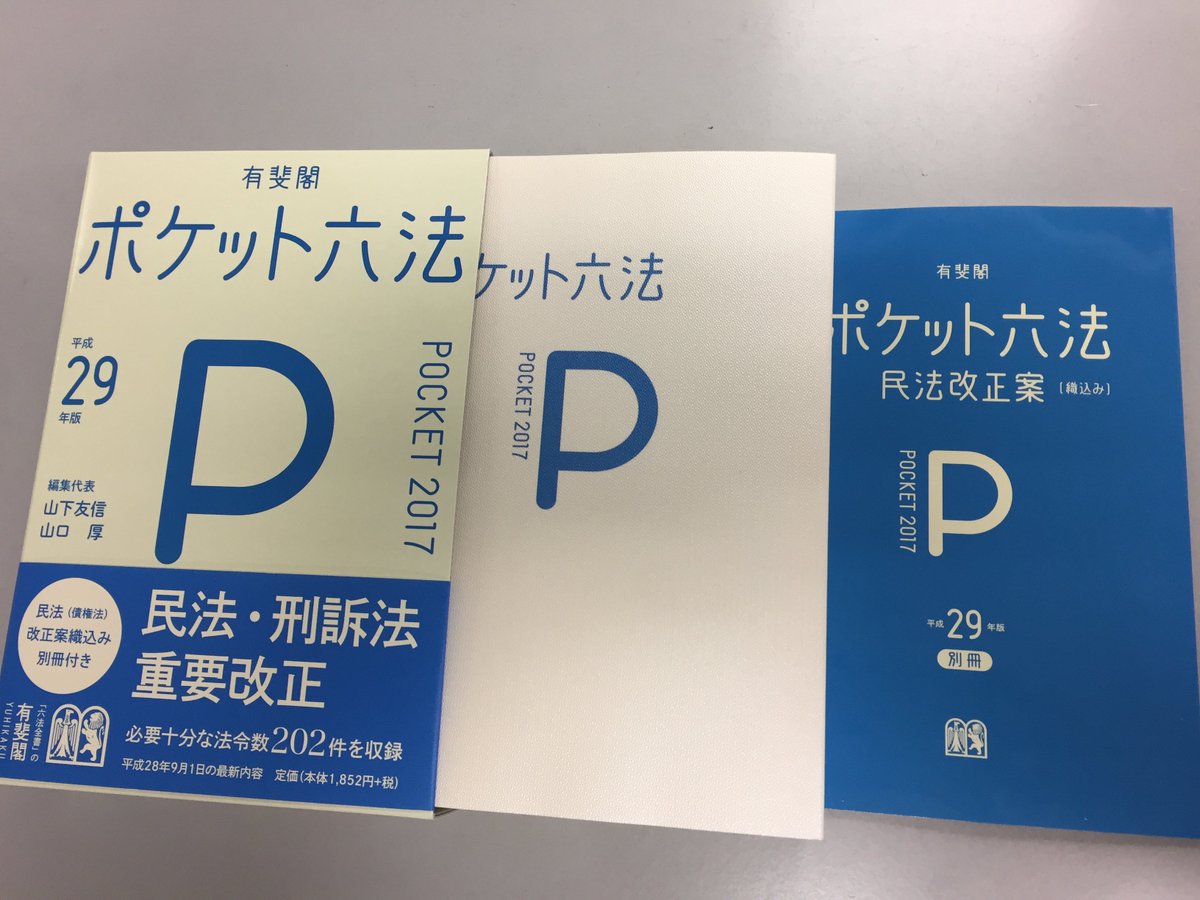 有斐閣
ポケット六法
平成
29
年版
POCKET 2017
P
編集代表
山下友信
山口 厚
民法（債権法）
改正案織込み
別冊付き
民法・刑訴法
重要改正
必要十分な法令数202件を収録
平成28年9月1日の最新内容 定価（本体1,852円+税）
「六法全書」の
有斐閣
YUHIKAKU
ケット六法
POCKET 2017
P
有斐閣
ポケット六法
民法改正案〔織込み〕
POCKET 2017
P
平成29年版
別冊